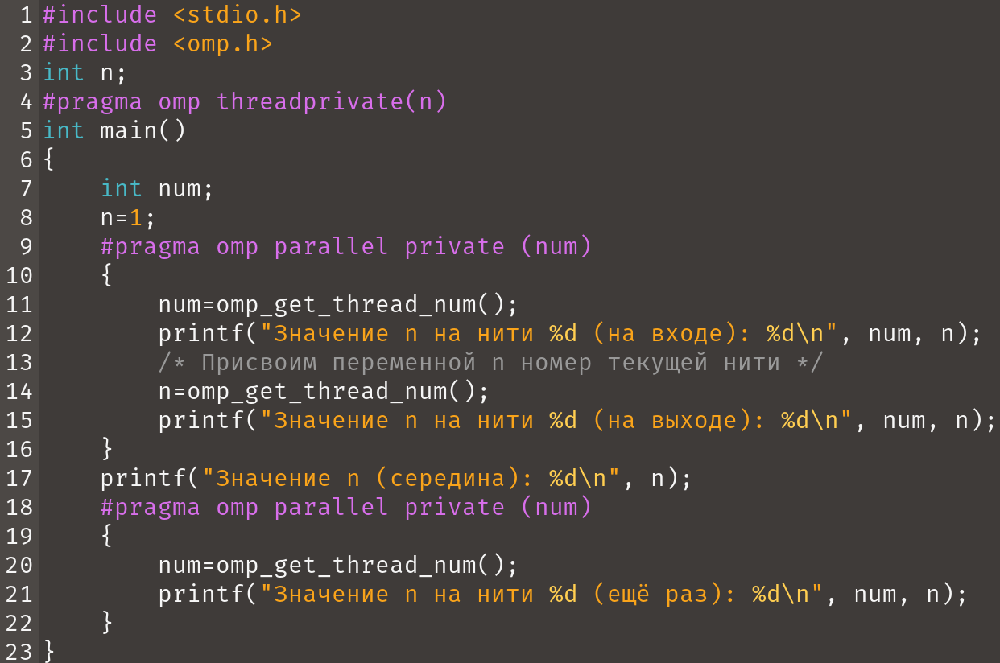 1 #include <stdio.h>
2 #include <omp.h>
3 int n;
4 #pragma omp threadprivate(n)
5 int main()
6 {
7     int num;
8     n=1;
9     #pragma omp parallel private (num)
10     {
11         num=omp_get_thread_num();
12         printf("Значение n на нити %d (на входе): %d\n", num, n);
13         /* Присвоим переменной n номер текущей нити */
14         n=omp_get_thread_num();
15         printf("Значение n на нити %d (на выходе): %d\n", num, n);
16     }
17     printf("Значение n (середина): %d\n", n);
18     #pragma omp parallel private (num)
19     {
20         num=omp_get_thread_num();
21         printf("Значение n на нити %d (ещё раз): %d\n", num, n);
22     }
23 }